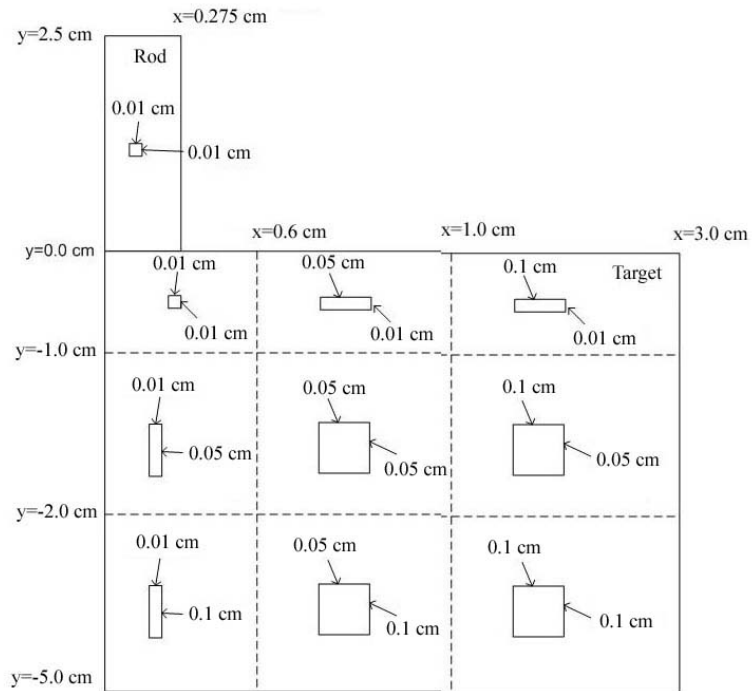 x=0.275 cm
y=2.5 cm
Rod
0.01 cm
0.01 cm
x=0.6 cm
x=1.0 cm
x=3.0 cm
y=0.0 cm
0.01 cm
0.05 cm
0.1 cm
Target
0.01 cm
0.01 cm
0.01 cm
y=-1.0 cm
0.01 cm
0.05 cm
0.1 cm
0.05 cm
0.05 cm
0.05 cm
y=-2.0 cm
0.01 cm
0.05 cm
0.1 cm
0.1 cm
0.1 cm
0.1 cm
y=-5.0 cm